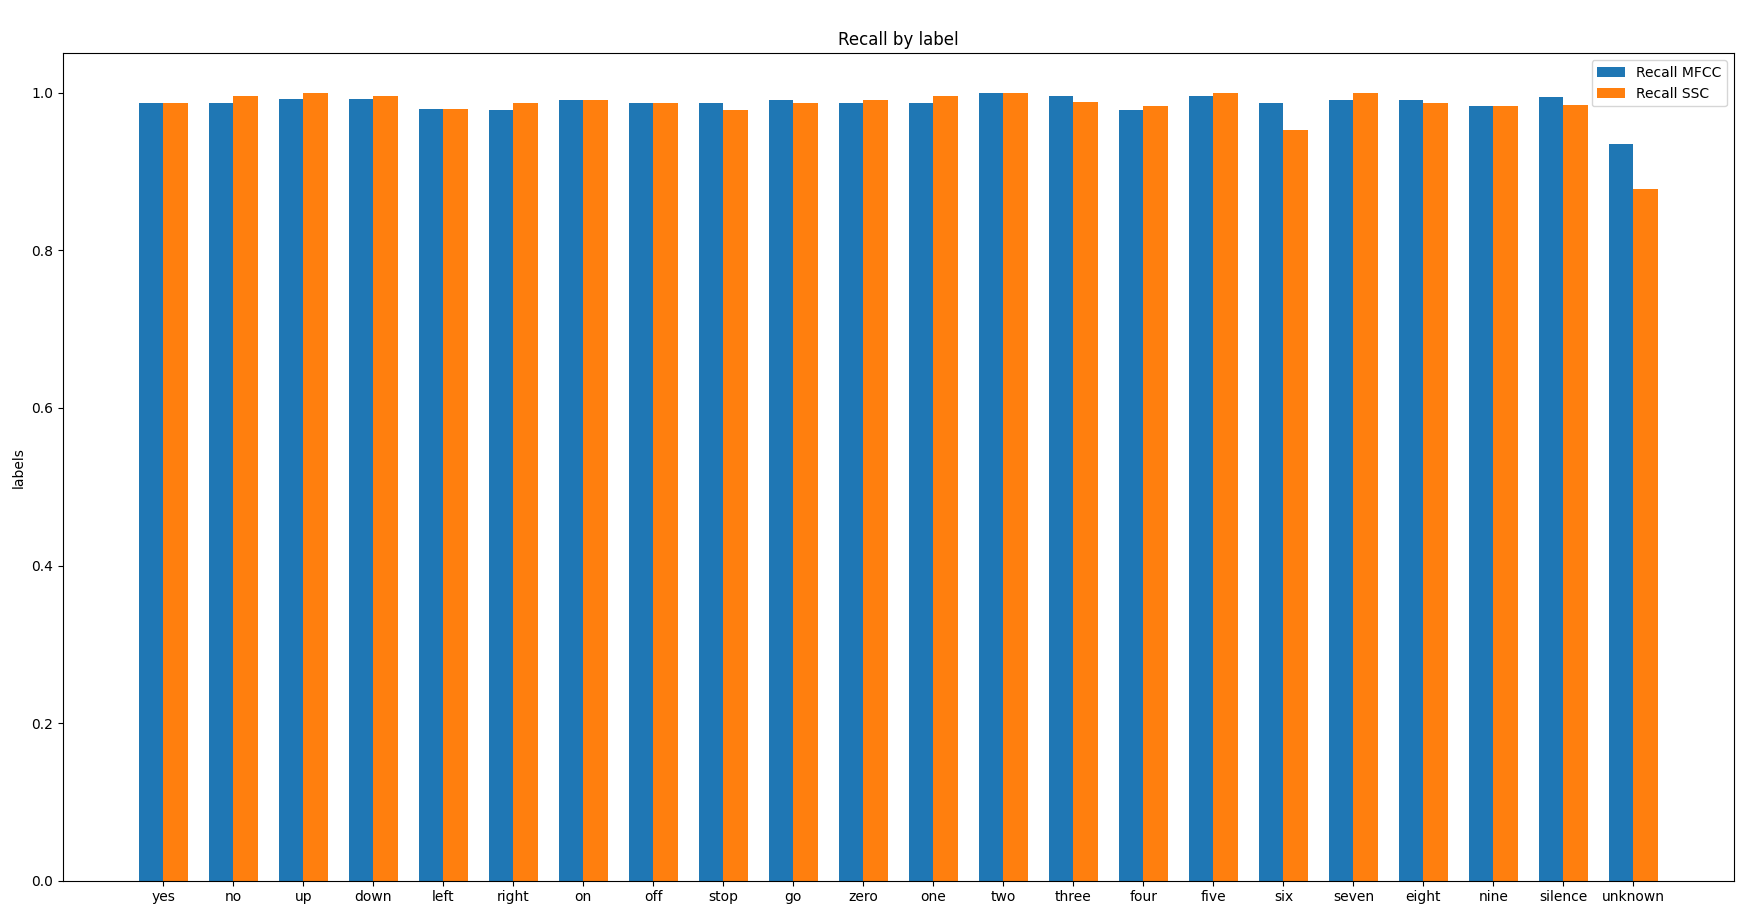 Recall by label
Recall MFCC
Recall SSC
1.0
0.8
0.6
0.4
0.2
0.0
labels
yes no up down left right on off stop go zero one two three four five six seven eight nine silence unknown